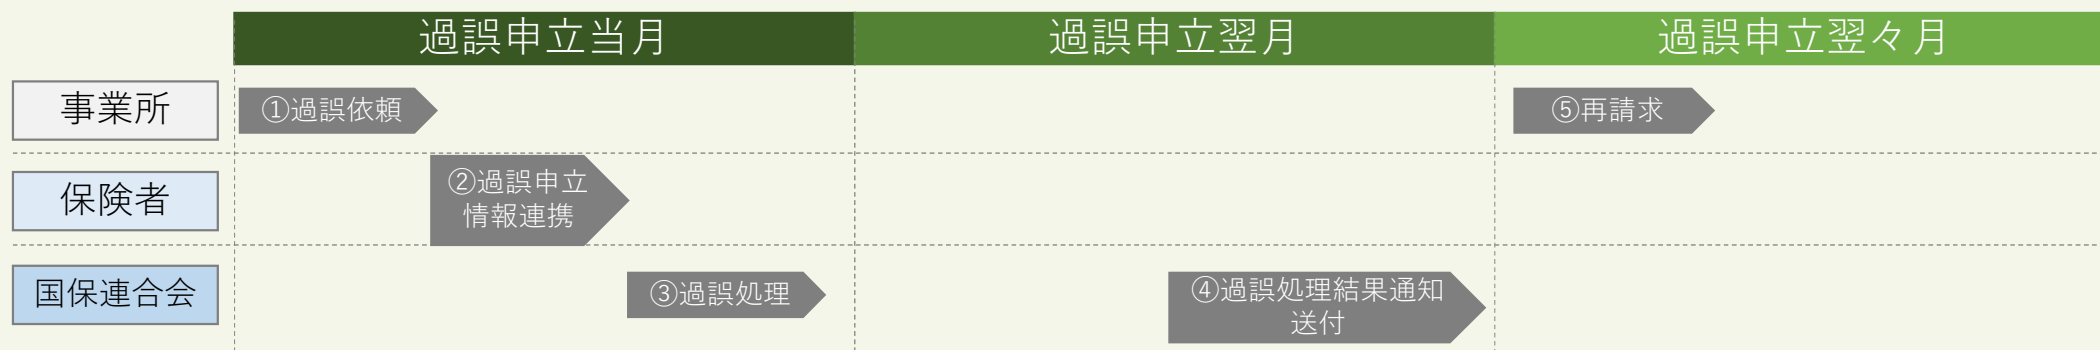 過誤申立当月
過誤申立翌月
過誤申立翌々月
事業所
①過誤依頼
⑤再請求
保険者
②過誤申立
情報連携
国保連合会
③過誤処理
④過誤処理結果通知
送付